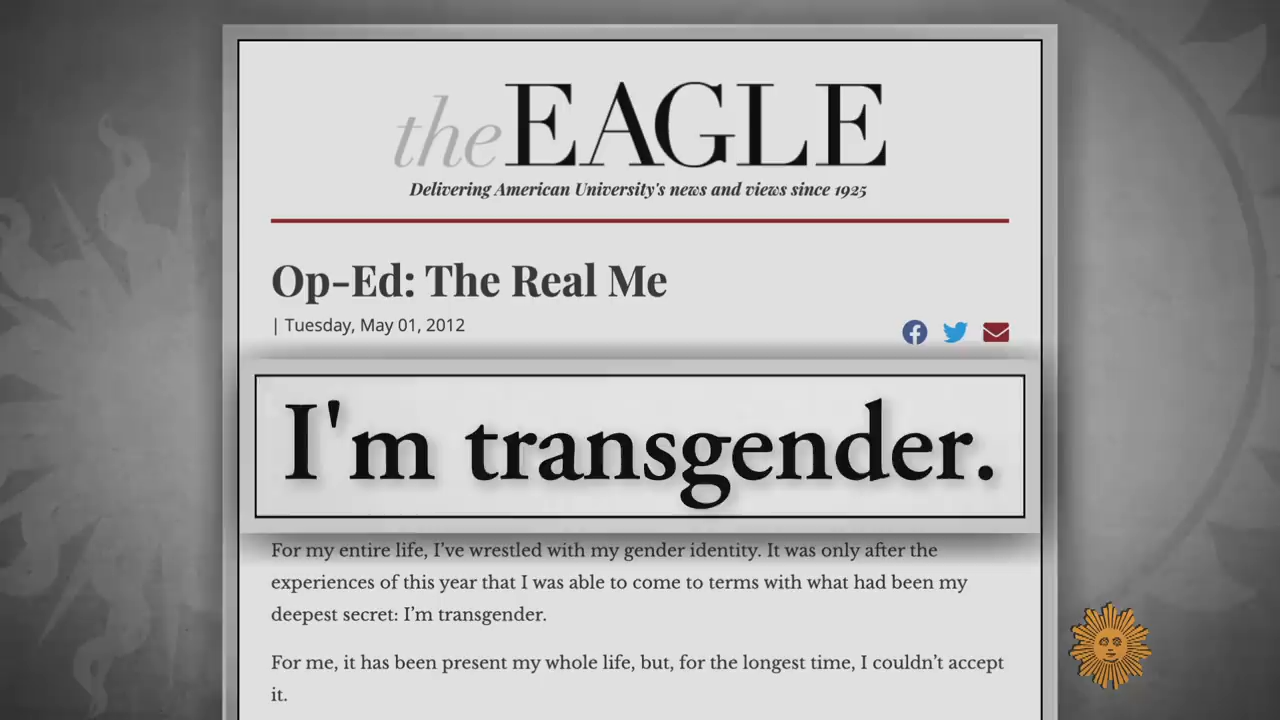 the EAGLE
Delivering American University's news and views since 1925
Op-Ed: The Real Me
| Tuesday, May 01, 2012
I'm transgender.
For my entire life, I’ve wrestled with my gender identity. It was only after the
experiences of this year that I was able to come to terms with what had been my
deepest secret: I’m transgender.
For me, it has been present my whole life, but, for the longest time, I couldn’t accept
it.